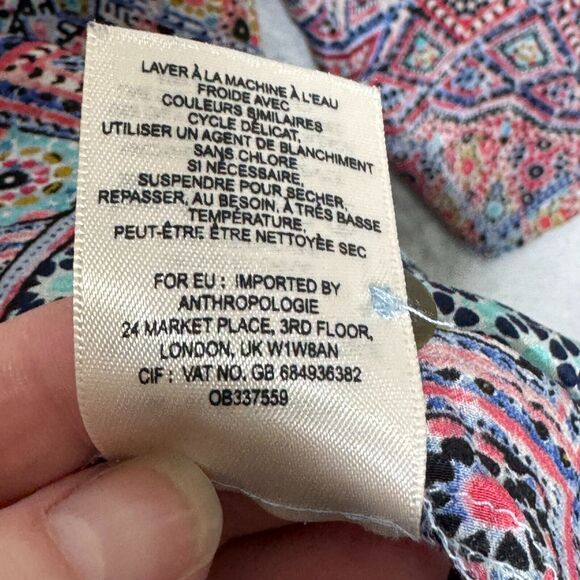 LAVER À LA MACHINE À L'EAU
FROIDE AVEC
COULEURS SIMILAIRES
CYCLE DÉLICAT,
UTILISER UN AGENT DE BLANCHIMENT
SANS CHLORE
SI NÉCESSAIRE,
SUSPENDRE POUR SÉCHER,
REPASSER, AU BESOIN, À TRÈS BASSE
TEMPÉRATURE,
PEUT-ÊTRE ÊTRE NETTOYÉE SEC
FOR EU : IMPORTED BY
ANTHROPOLOGIE
24 MARKET PLACE, 3RD FLOOR,
LONDON, UK W1W8AN
CIF : VAT NO. GB 684936382
OB337559